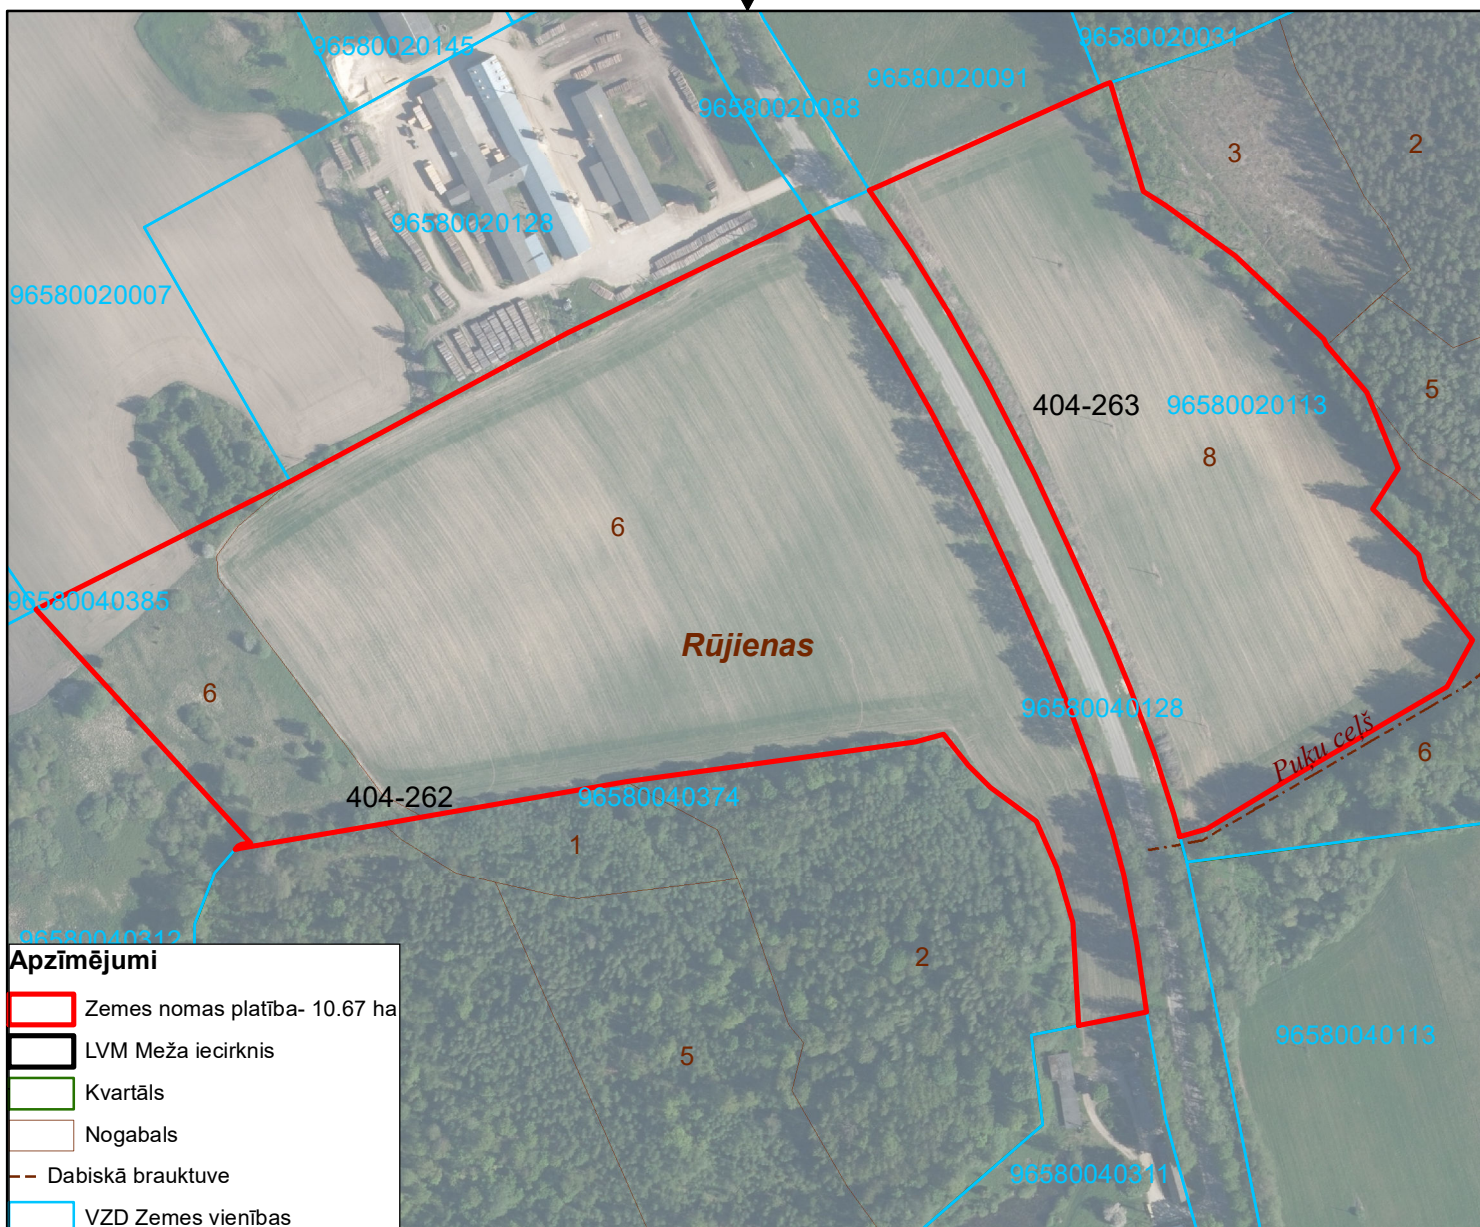 96580020145
96580020031
96580020091
96580020088
3
2
96580020128
96580020007
404-263
96580020113
5
8
6
96580040385
Rūjienas
6
96580040128
Puķu ceļš
6
404-262
96580040374
1
96580040312
2
5
96580040113
96580040311
Apzīmējumi
Zemes nomas platība- 10.67 ha
LVM Meža iecirknis
Kvartāls
Nogabals
Dabiskā brauktuve
VZD Zemes vienības